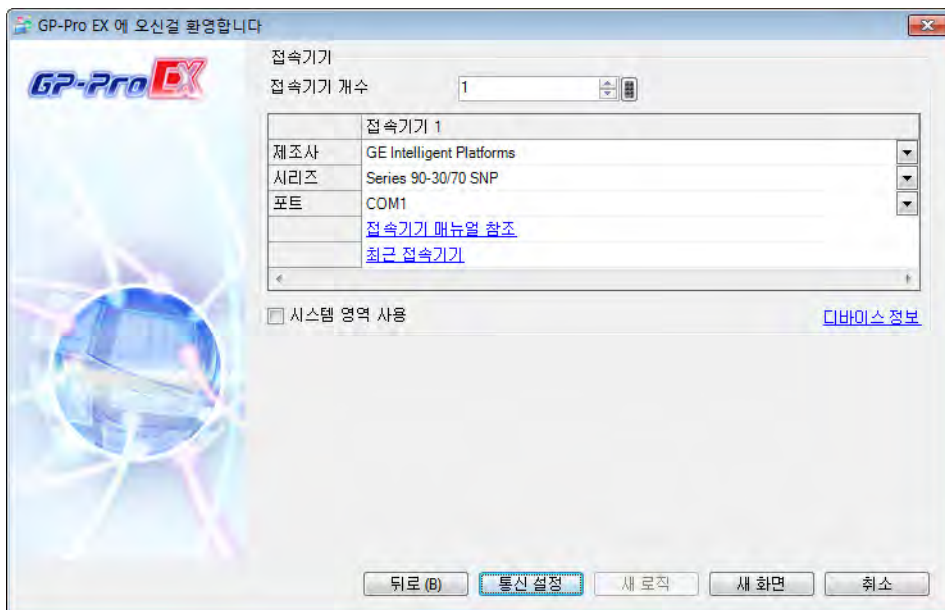 GP-Pro EX 에 오신걸 환영합니다
GP-Pro EX
접속기기
접속기기 개수 1
접속기기 1
제조사 GE Intelligent Platforms
시리즈 Series 90-30/70 SNP
포트 COM1
접속기기 매뉴얼 참조
최근 접속기기
시스템 영역 사용 디바이스 정보
뒤로 (B) 통신 설정 새 로직 새 화면 취소